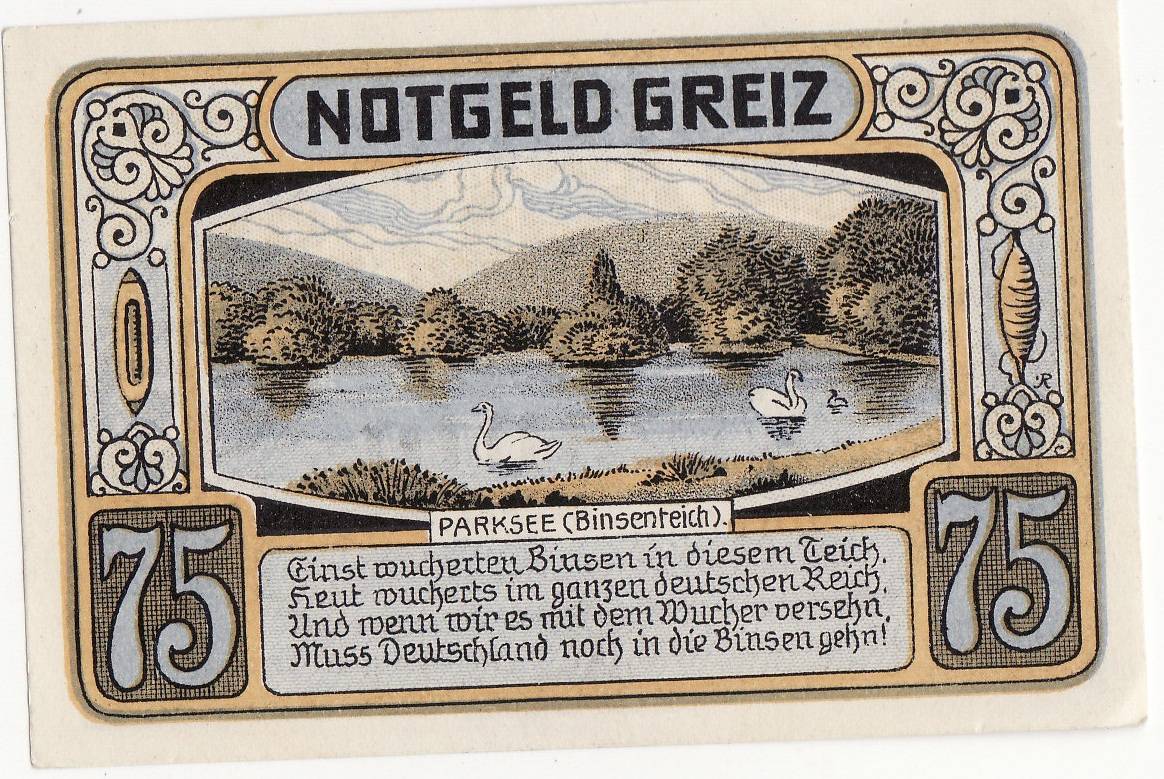 NOTGELD GREIZ
R
PARKSEE (Binsenteich).
75
75
Einst wucherten Binsen in diesem Teich,
Heut wucherts im ganzen deutschen Reich,
Und wenn wir es mit dem Wucher versehn,
Muss Deutschland noch in die Binsen gehn!